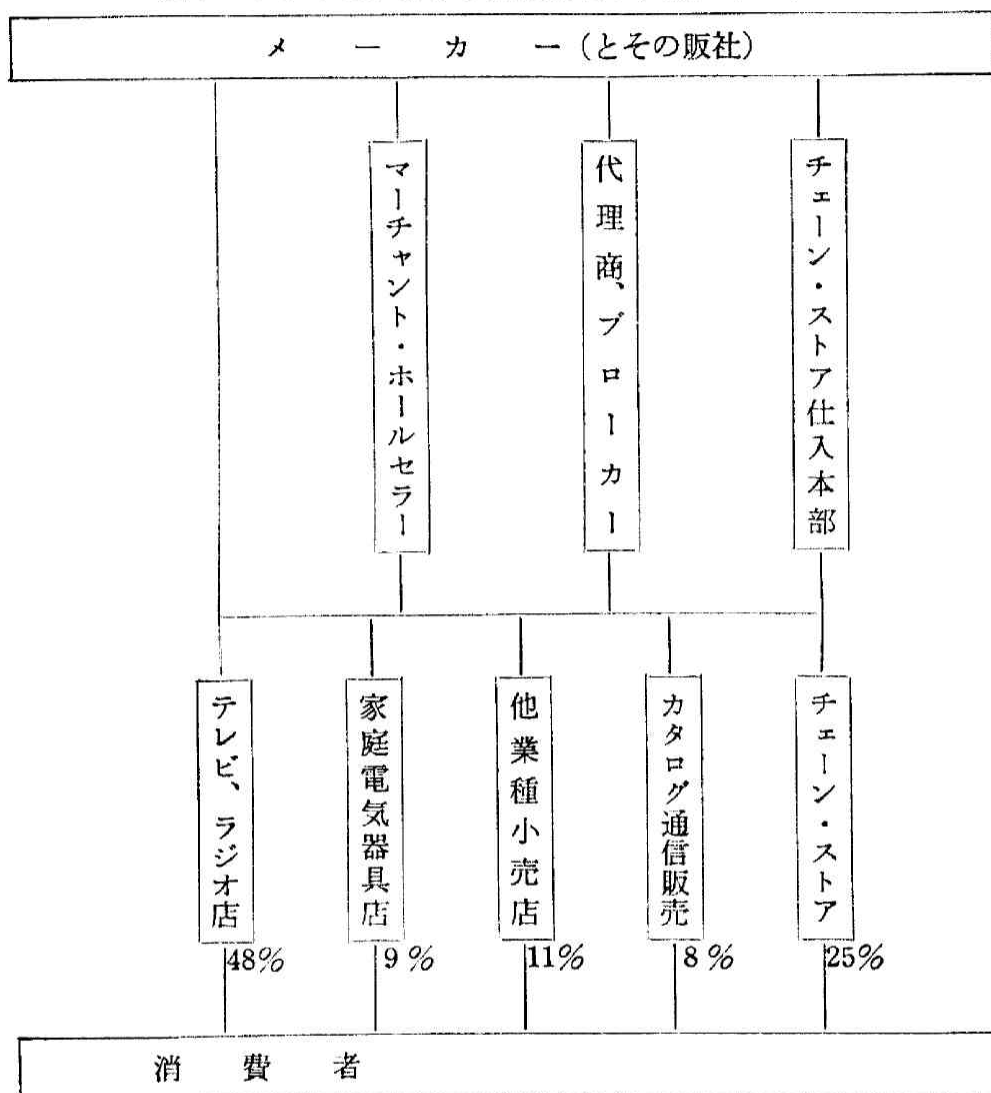 メーカー(とその販社)
マーチャント・ホールセラー
代理商、ブローカー
チェーン・ストア仕入本部
テレビ、ラジオ店
家庭電気器具店
他業種小売店
カタログ通信販売
チェーン・ストア
48% 9% 11% 8% 25%
消費者